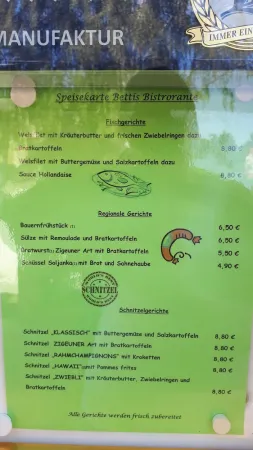 MANUFAKTUR
IMMER EIN
Speisekarte Bettis Bistrorante
Fischgerichte
Wels Filet mit Kräuterbutter und frischen Zwiebelringen dazu
Bratkartoffeln 8,80 €
Welsfilet mit Buttergemüse und Salzkartoffeln dazu
Sauce Hollandaise 8,80 €
Regionale Gerichte
Bauernfrühstück 6,50 €
Sülze mit Remoulade und Bratkartoffeln 6,50 €
Bratwurst Zigeuner Art mit Bratkartoffeln 5,50 €
Schüssel Soljanka mit Brot und Sahnehaube 4,90 €
SCHNITZEL
Schnitzelgerichte
Schnitzel „KLASSISCH" mit Buttergemüse und Salzkartoffeln 8,80 €
Schnitzel ZIGEUNER Art mit Bratkartoffeln 8,80 €
Schnitzel „RAHMCHAMPIGNONS" mit Kroketten 8,80 €
Schnitzel „HAWAII" mit Pommes frites 8,80 €
Schnitzel „ZWIEBLI" mit Kräuterbutter, Zwiebelringen und
Bratkartoffeln 8,80 €
Alle Gerichte werden frisch zubereitet